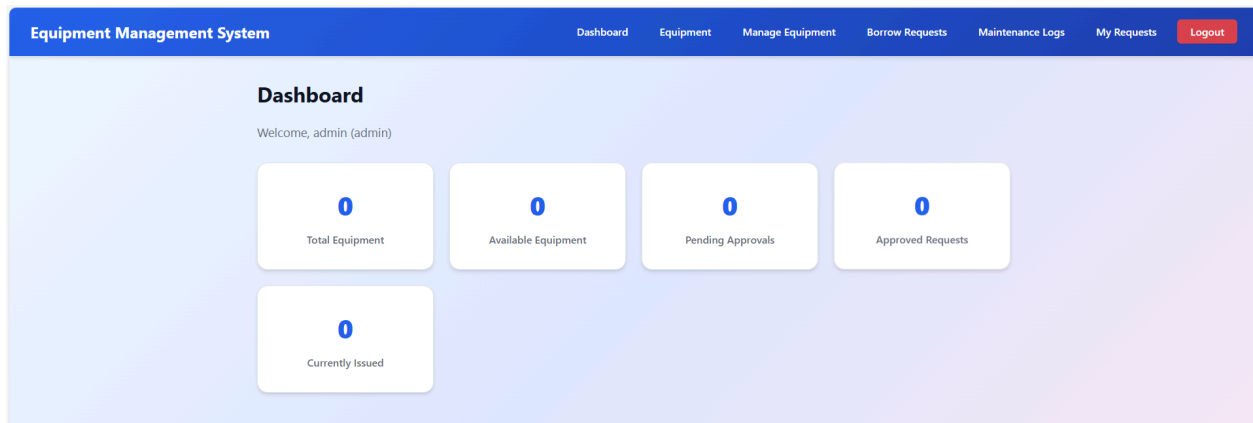 Equipment Management System
Dashboard Equipment Manage Equipment Borrow Requests Maintenance Logs My Requests Logout
Dashboard
Welcome, admin (admin)
0 0 0 0
Total Equipment Available Equipment Pending Approvals Approved Requests
0
Currently Issued